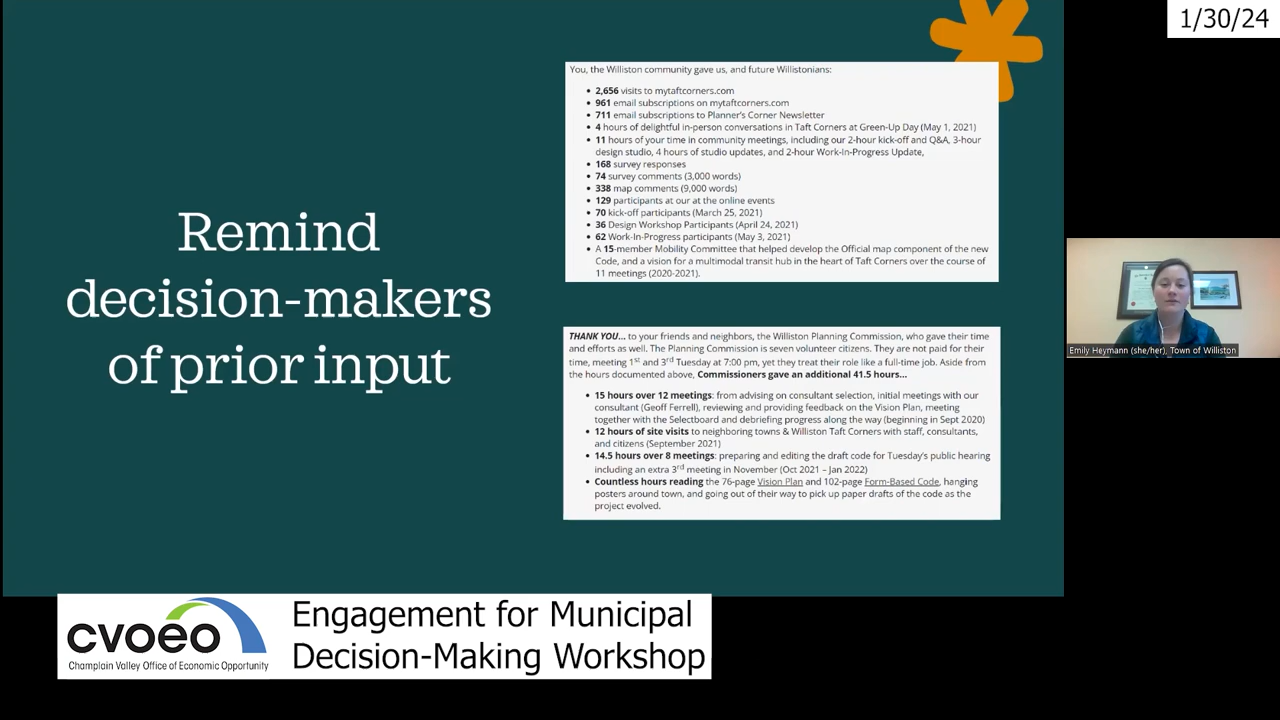 1/30/24
Remind
decision-makers
of prior input
You, the Williston community gave us, and future Willistonians:
• 2,656 visits to mytaftcorners.com
• 961 email subscriptions on mytaftcorners.com
• 711 email subscriptions to Planner's Corner Newsletter
• 4 hours of delightful in-person conversations in Taft Corners at Green-Up Day (May 1, 2021)
• 11 hours of your time in community meetings, including our 2-hour kick-off and Q&A, 3-hour
design studio, 4 hours of studio updates, and 2-hour Work-In-Progress Update,
• 168 survey responses
• 74 survey comments (3,000 words)
• 338 map comments (9,000 words)
• 129 participants at our at the online events
• 70 kick-off participants (March 25, 2021)
• 36 Design Workshop Participants (April 24, 2021)
• 62 Work-In-Progress participants (May 3, 2021)
• A 15-member Mobility Committee that helped develop the Official map component of the new
Code, and a vision for a multimodal transit hub in the heart of Taft Corners over the course of
11 meetings (2020-2021).
THANK YOU... to your friends and neighbors, the Williston Planning Commission, who gave their time
and efforts as well. The Planning Commission is seven volunteer citizens. They are not paid for their
time, meeting 1st and 3rd Tuesday at 7:00 pm, yet they treat their role like a full-time job. Aside from
the hours documented above, Commissioners gave an additional 41.5 hours...
• 15 hours over 12 meetings: from advising on consultant selection, initial meetings with our
consultant (Geoff Ferrell), reviewing and providing feedback on the Vision Plan, meeting
together with the Selectboard and debriefing progress along the way (beginning in Sept 2020)
• 12 hours of site visits to neighboring towns & Williston Taft Corners with staff, consultants,
and citizens (September 2021)
• 14.5 hours over 8 meetings: preparing and editing the draft code for Tuesday's public hearing
including an extra 3rd meeting in November (Oct 2021 – Jan 2022)
• Countless hours reading the 76-page Vision Plan and 102-page Form-Based Code, hanging
posters around town, and going out of their way to pick up paper drafts of the code as the
project evolved.
Emily Heymann (she/her), Town of Williston
cvoeo
Champlain Valley Office of Economic Opportunity
Engagement for Municipal
Decision-Making Workshop